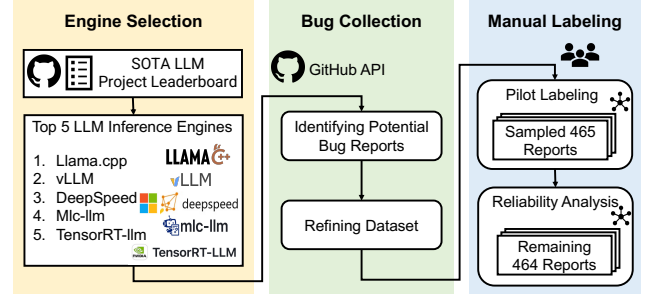 Engine Selection
SOTA LLM
Project Leaderboard
Top 5 LLM Inference Engines
1. Llama.cpp
2. vLLM
3. DeepSpeed
4. Mlc-llm
5. TensorRT-llm
LLAMA C++
vLLM
deepspeed
mlc-llm
NVIDIA TensorRT-LLM
Bug Collection
GitHub API
Identifying Potential
Bug Reports
Refining Dataset
Manual Labeling
Pilot Labeling
Sampled 465
Reports
Reliability Analysis
Remaining
464 Reports